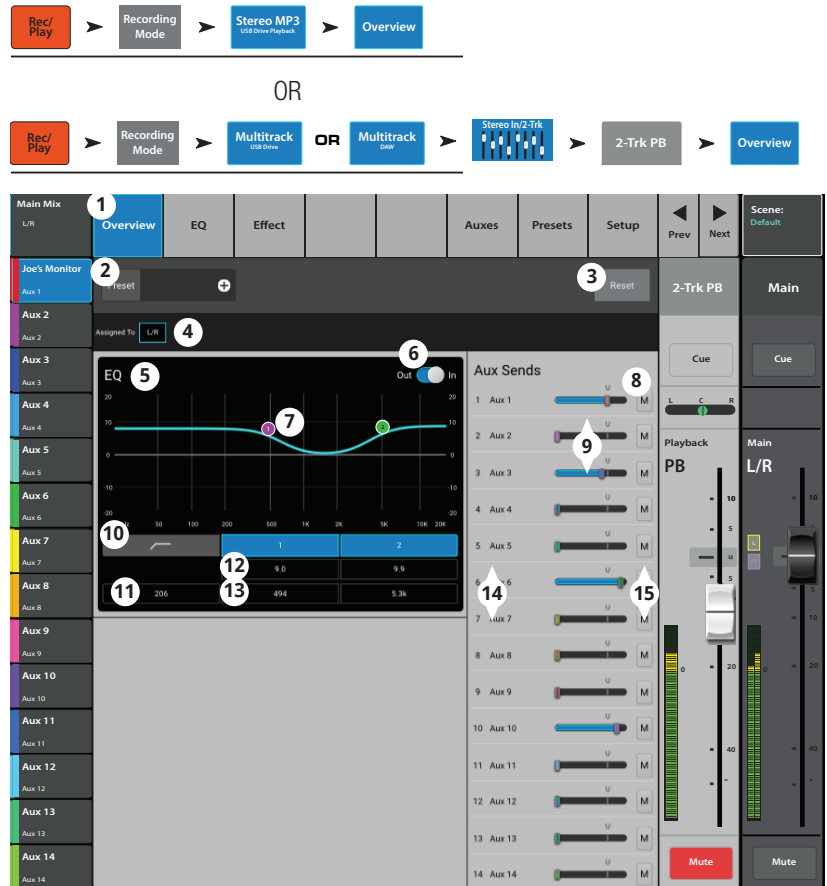 Rec/
Play
Recording
Mode
Stereo MP3
USB Drive Playback
Overview
OR
Rec/
Play
Recording
Mode
Multitrack
USB Drive
OR
Multitrack
DAW
Stereo In/2-Trk
2-Trk PB
Overview
Main Mix
L/R
1
Overview
EQ
Effect
Auxes
Presets
Setup
Prev
Next
Scene:
Default
Joe's Monitor
Aux 1
Aux 2
Aux 2
Aux 3
Aux 3
Aux 4
Aux 4
Aux 5
Aux 5
Aux 6
Aux 6
Aux 7
Aux 7
Aux 8
Aux 8
Aux 9
Aux 9
Aux 10
Aux 10
Aux 11
Aux 11
Aux 12
Aux 12
Aux 13
Aux 13
Aux 14
Aux 14
2
Preset
3
Reset
Assigned To L/R
4
EQ
5
6
Out In
20 20
10 10
7
1
2
0 0
-10 -10
-20 -20
50 100 200 500 1K 2K 5K 10K 20K
10
1 2
12
9.0 9.9
11
206
13
494 5.3k
Aux Sends
8
U
1 Aux 1 M
U
2 Aux 2 M
9
U
3 Aux 3 M
U
4 Aux 4 M
U
5 Aux 5 M
6
14
15
7 Aux 7 M
U
8 Aux 8 M
U
9 Aux 9 M
U
10 Aux 10 M
U
11 Aux 11 M
U
12 Aux 12 M
U
13 Aux 13 M
U
14 Aux 14 M
2-Trk PB
Cue
L C R
Playback
PB
10
5
U
5
0
20
40
Mute
Main
Cue
Main
L/R
10
5
L
U
5
10
0
20
40
Mute